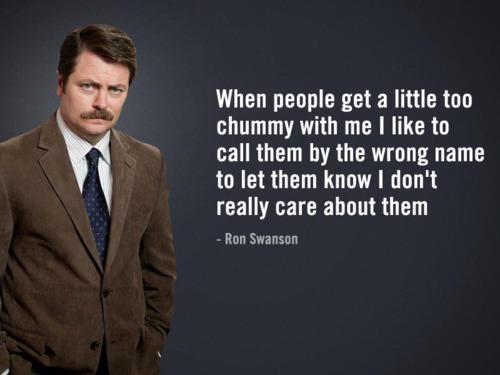 When people get a little too
chummy with me I like to
call them by the wrong name
to let them know I don't
really care about them
- Ron Swanson